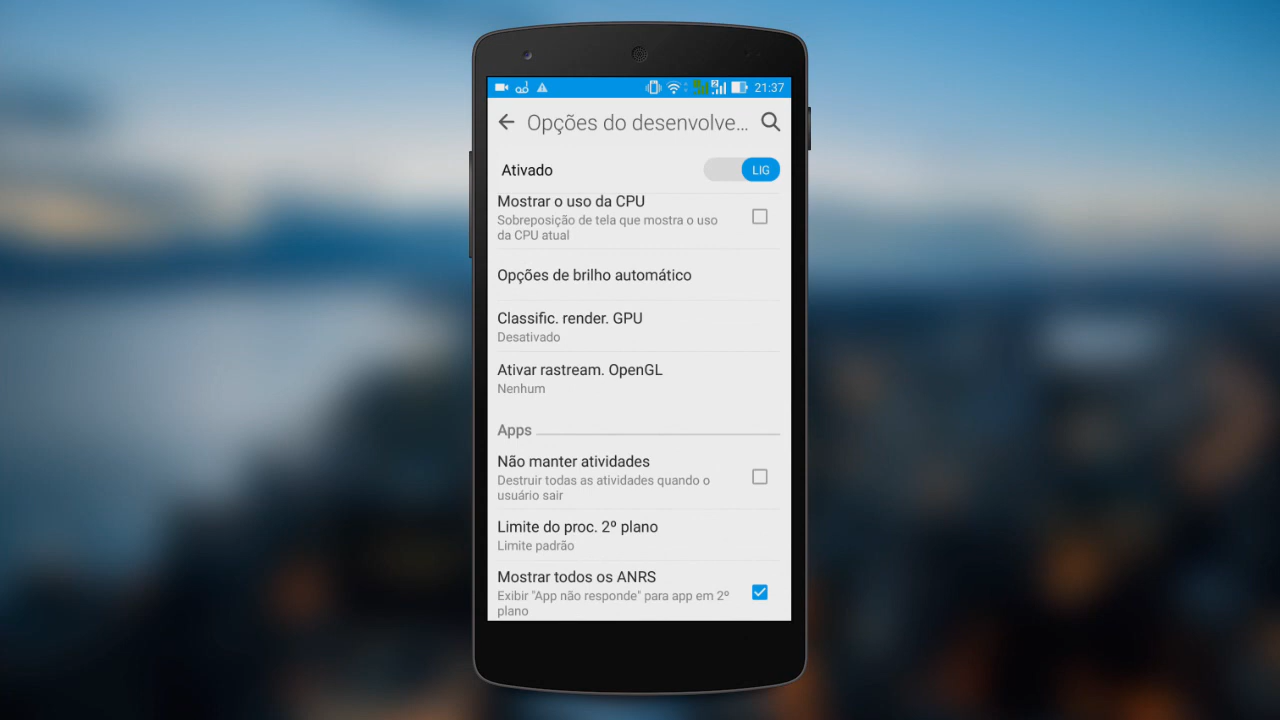 21:37
Opções do desenvolve...
Ativado
LIG
Mostrar o uso da CPU
Sobreposição de tela que mostra o uso
da CPU atual
Opções de brilho automático
Classific. render. GPU
Desativado
Ativar rastream. OpenGL
Nenhum
Apps
Não manter atividades
Destruir todas as atividades quando o
usuário sair
Limite do proc. 2º plano
Limite padrão
Mostrar todos os ANRS
Exibir "App não responde" para app em 2º
plano